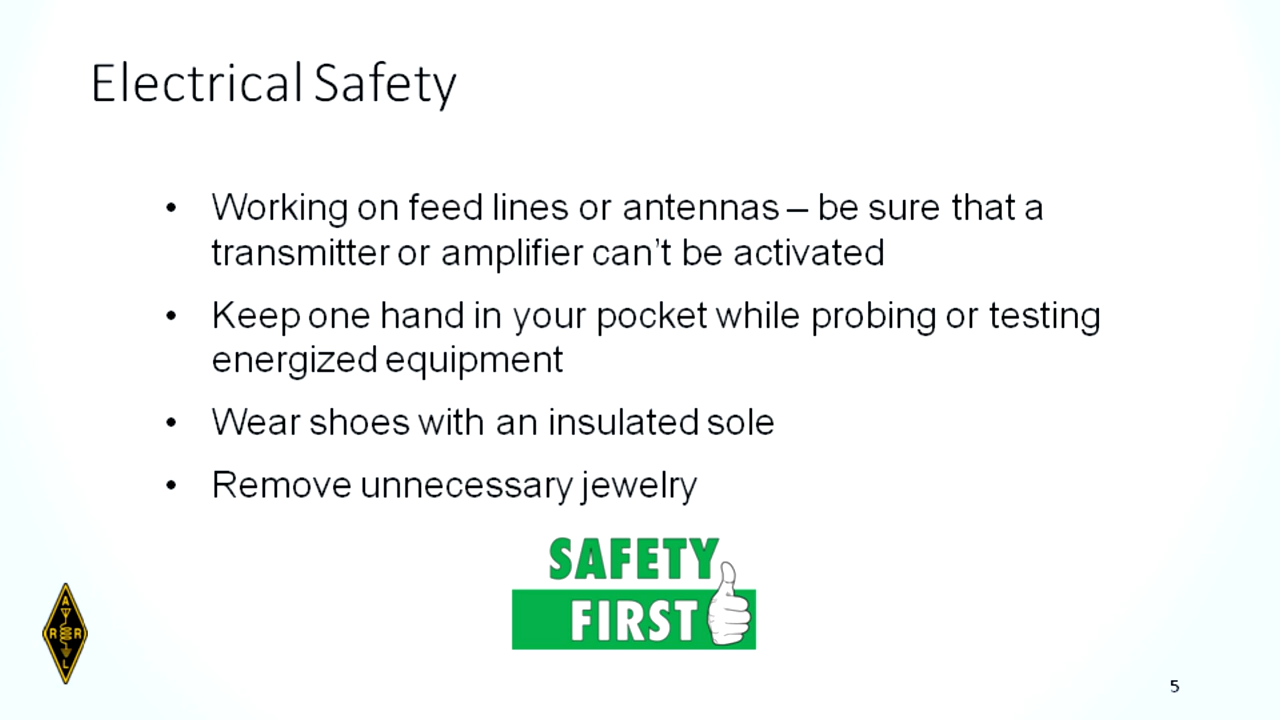 Electrical Safety
• Working on feed lines or antennas – be sure that a
transmitter or amplifier can’t be activated
• Keep one hand in your pocket while probing or testing
energized equipment
• Wear shoes with an insulated sole
• Remove unnecessary jewelry
SAFETY
FIRST
A
R R
L
5